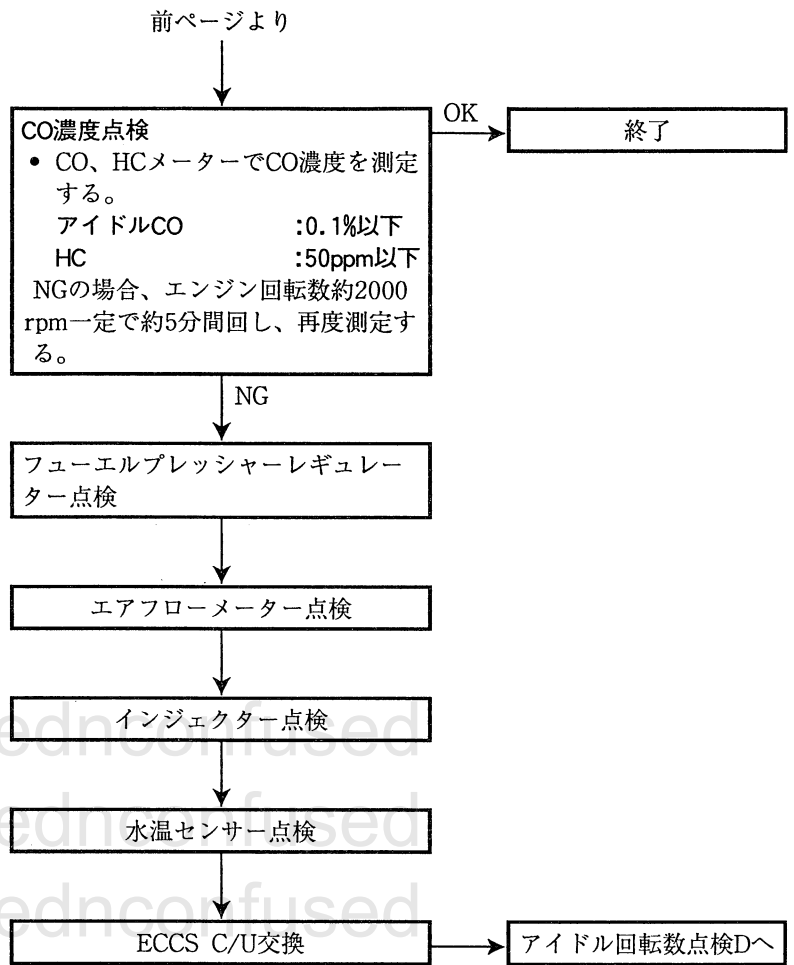 前ページより
CO濃度点検
OK
終了
• CO、HCメーターでCO濃度を測定
する。
アイドルCO :0.1%以下
HC :50ppm以下
NGの場合、エンジン回転数約2000
rpm一定で約5分間回し、再度測定す
る。
NG
フューエルプレッシャーレギュレー
ター点検
エアフローメーター点検
インジェクター点検
ednconfused
水温センサー点検
ednconfused
ECCS C/U交換
アイドル回転数点検Dへ
ednconfused